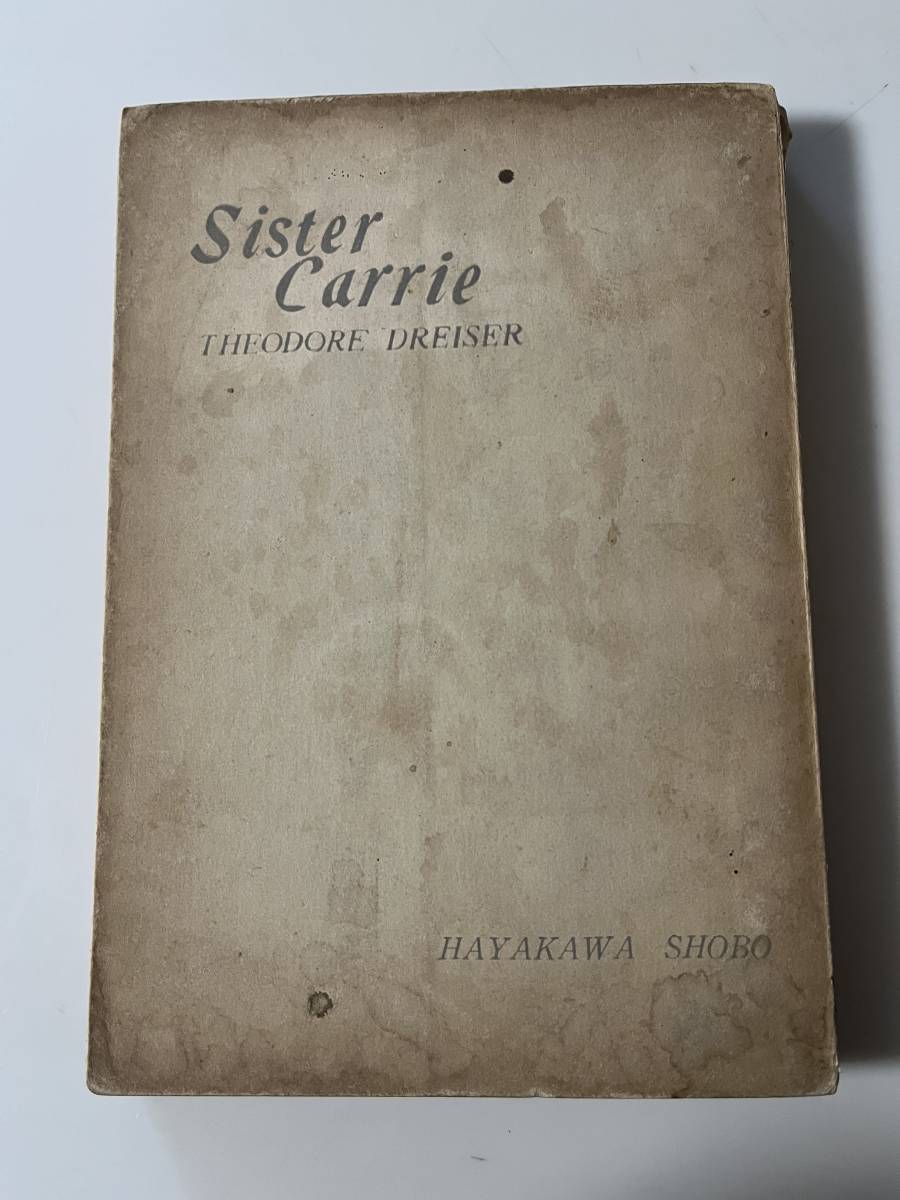 Sister
Carrie
THEODORE DREISER
HAYAKAWA SHOBO